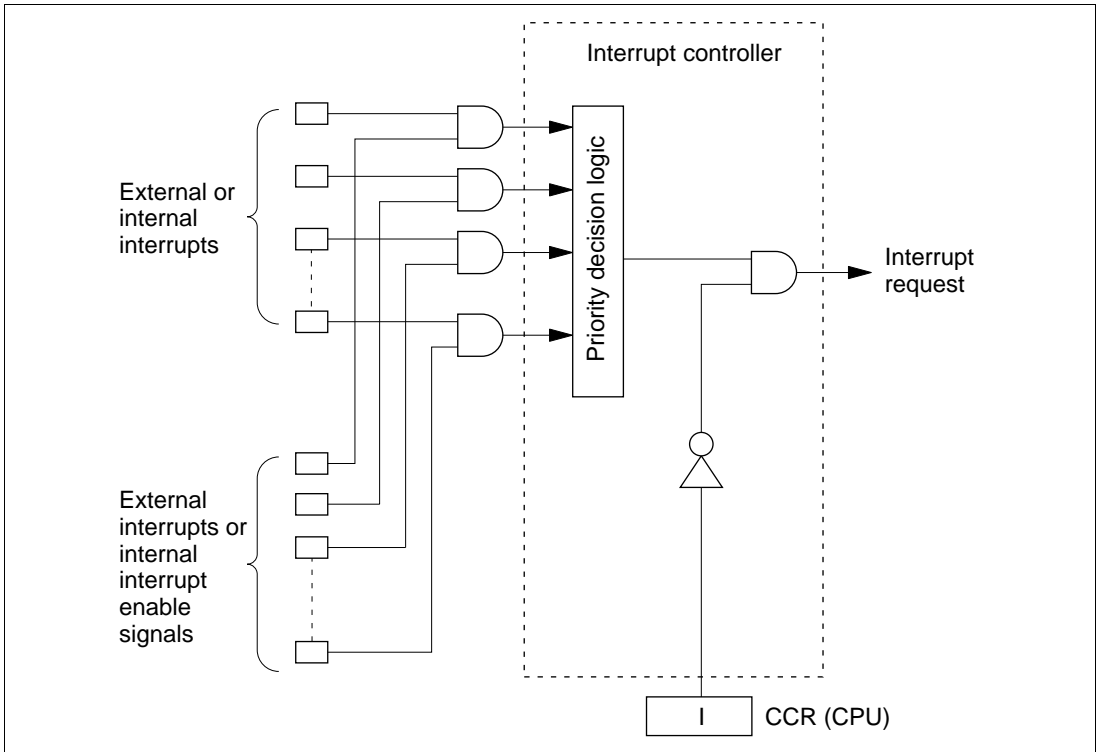 Interrupt controller
External or
internal
interrupts
Priority decision logic
Interrupt
request
External
interrupts or
internal
interrupt
enable
signals
I
CCR (CPU)